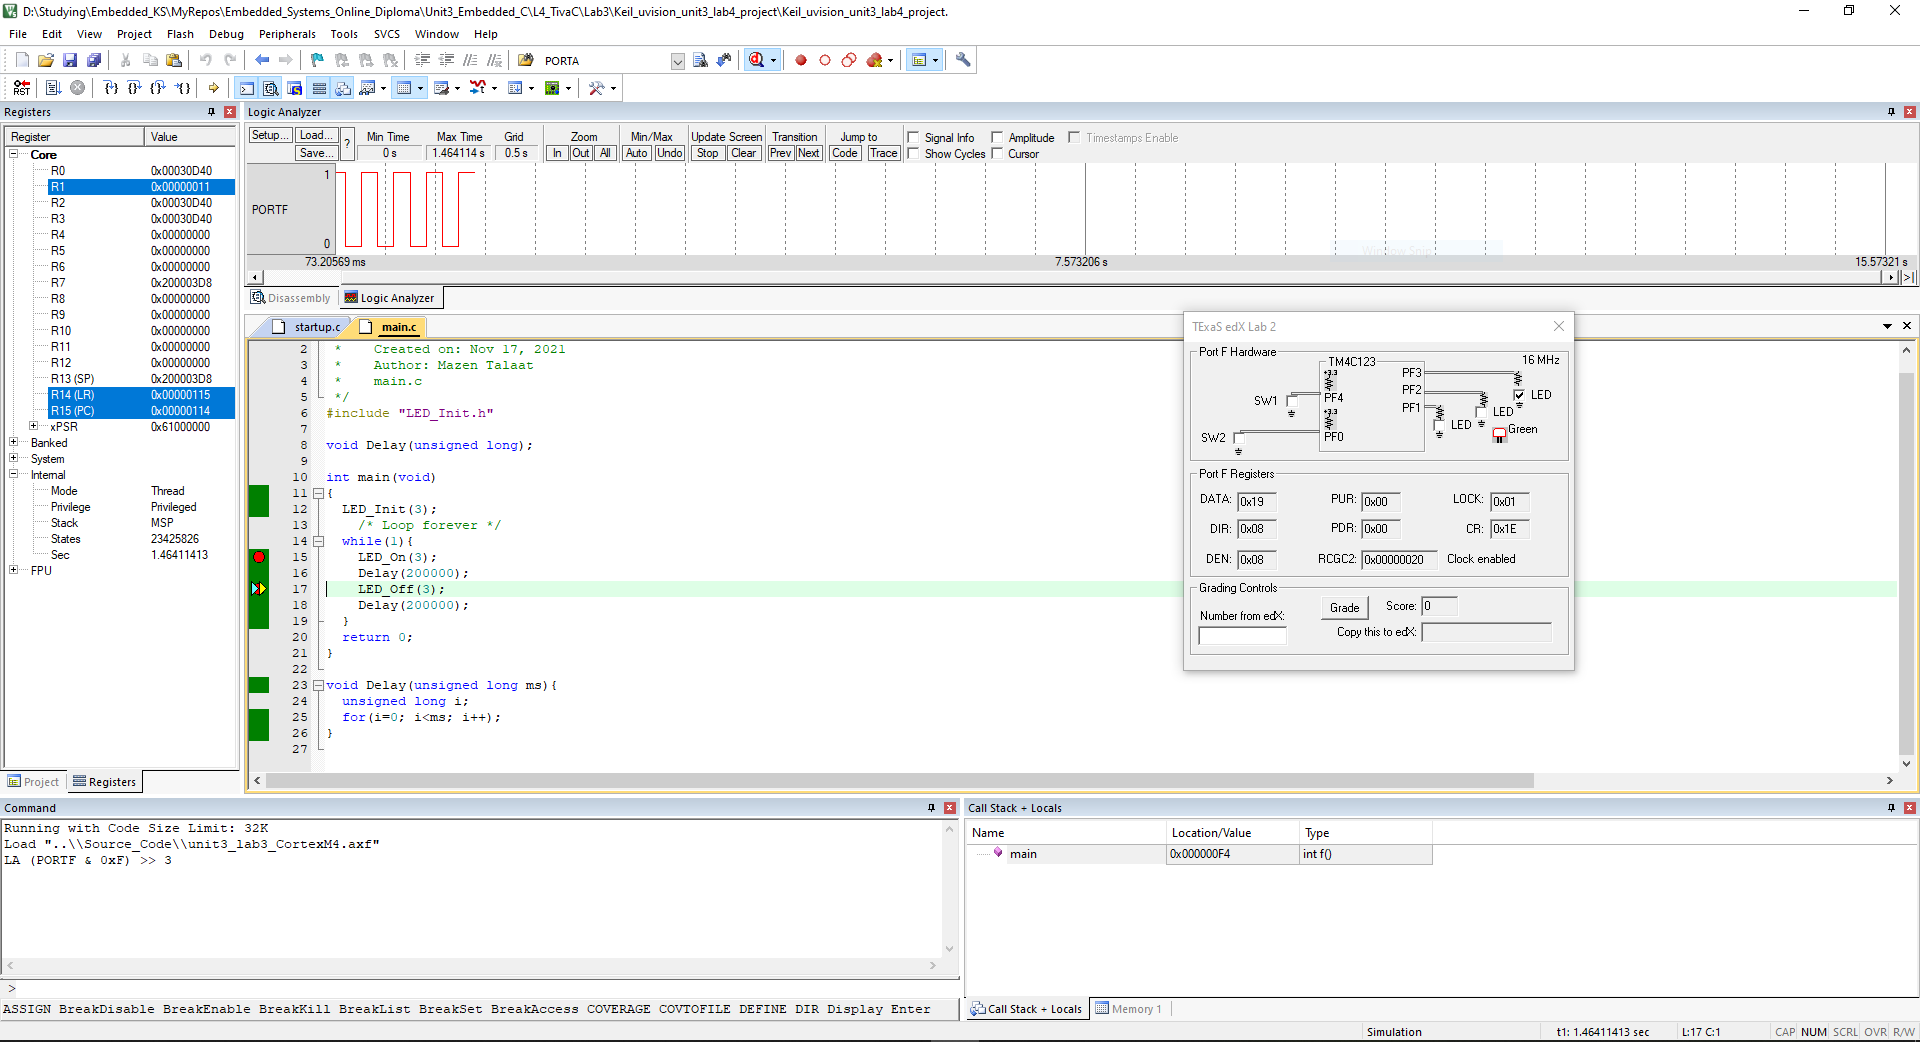 D:\Studying\Embedded_KS\MyRepos\Embedded_Systems_Online_Diploma\Unit3_Embedded_C\L4_TivaC\Lab3\Keil_uvision_unit3_lab4_project\Keil_uvision_unit3_lab4_project.
File Edit View Project Flash Debug Peripherals Tools SVCS Window Help
PORTA
RST
Registers
Register Value
Core
R0 0x00030D40
R1 0x00000011
R2 0x00030D40
R3 0x00030D40
R4 0x00000000
R5 0x00000000
R6 0x00000000
R7 0x200003D8
R8 0x00000000
R9 0x00000000
R10 0x00000000
R11 0x00000000
R12 0x00000000
R13 (SP) 0x200003D8
R14 (LR) 0x00000115
R15 (PC) 0x00000114
xPSR 0x61000000
Banked
System
Internal
Mode Thread
Privilege Privileged
Stack MSP
States 23425826
Sec 1.46411413
FPU
Project Registers
Logic Analyzer
Setup... Load... ? Min Time Max Time Grid Zoom Min/Max Update Screen Transition Jump to Signal Info Amplitude Timestamps Enable
Save... 0 s 1.464114 s 0.5 s In Out All Auto Undo Stop Clear Prev Next Code Trace Show Cycles Cursor
1
PORTF
0
73.20569 ms 7.573206 s 15.57321 s
Window Snip
Disassembly Logic Analyzer
startup.c main.c
2 * Created on: Nov 17, 2021
3 * Author: Mazen Talaat
4 * main.c
5 */
6 #include "LED_Init.h"
7
8 void Delay(unsigned long);
9
10 int main(void)
11 {
12 LED_Init(3);
13 /* Loop forever */
14 while(1){
15 LED_On(3);
16 Delay(200000);
17 LED_Off(3);
18 Delay(200000);
19 }
20 return 0;
21 }
22
23 void Delay(unsigned long ms){
24 unsigned long i;
25 for(i=0; i<ms; i++);
26 }
27
TExaS edX Lab 2
Port F Hardware
16 MHz
TM4C123
+3.3 PF3
PF2
SW1 PF4 PF1 LED
+3.3 LED
LED Green
SW2 PF0
Port F Registers
DATA: 0x19 PUR: 0x00 LOCK: 0x01
DIR: 0x08 PDR: 0x00 CR: 0x1E
DEN: 0x08 RCGC2: 0x00000020 Clock enabled
Grading Controls
Number from edX: Grade Score: 0
Copy this to edX:
Command
Running with Code Size Limit: 32K
Load "..\\Source_Code\\unit3_lab3_CortexM4.axf"
LA (PORTF & 0xF) >> 3
>
ASSIGN BreakDisable BreakEnable BreakKill BreakList BreakSet BreakAccess COVERAGE COVTOFILE DEFINE DIR Display Enter
Call Stack + Locals
Name Location/Value Type
main 0x000000F4 int f()
Call Stack + Locals Memory 1
Simulation t1: 1.46411413 sec L:17 C:1 CAP NUM SCRL OVR R/W